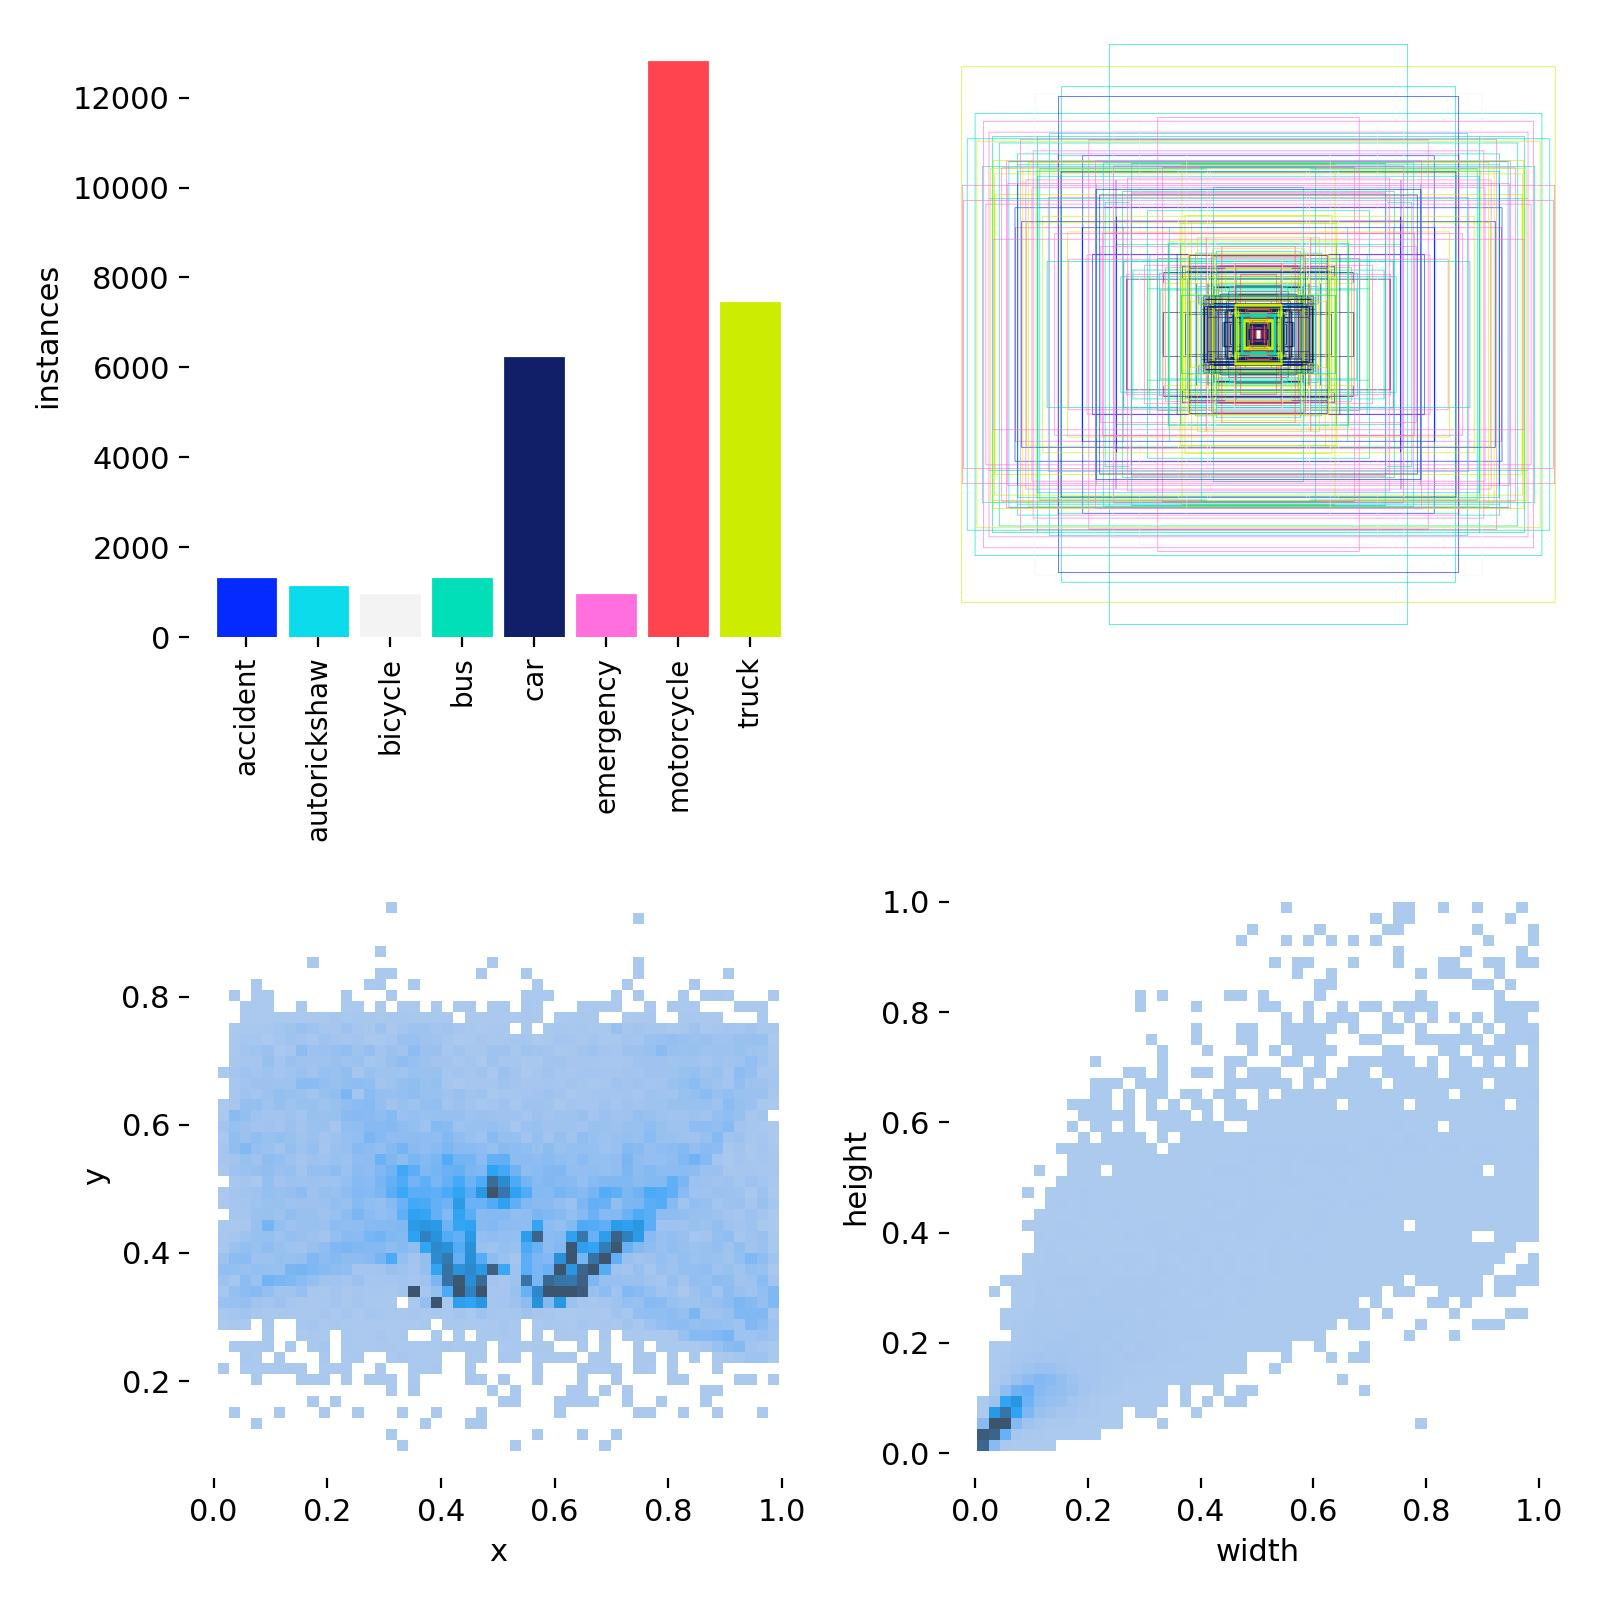 instances
12000
10000
8000
6000
4000
2000
0
accident
autorickshaw
bicycle
bus
car
emergency
motorcycle
truck
y
0.8
0.6
0.4
0.2
0.0 0.2 0.4 0.6 0.8 1.0
x
height
1.0
0.8
0.6
0.4
0.2
0.0
0.0 0.2 0.4 0.6 0.8 1.0
width